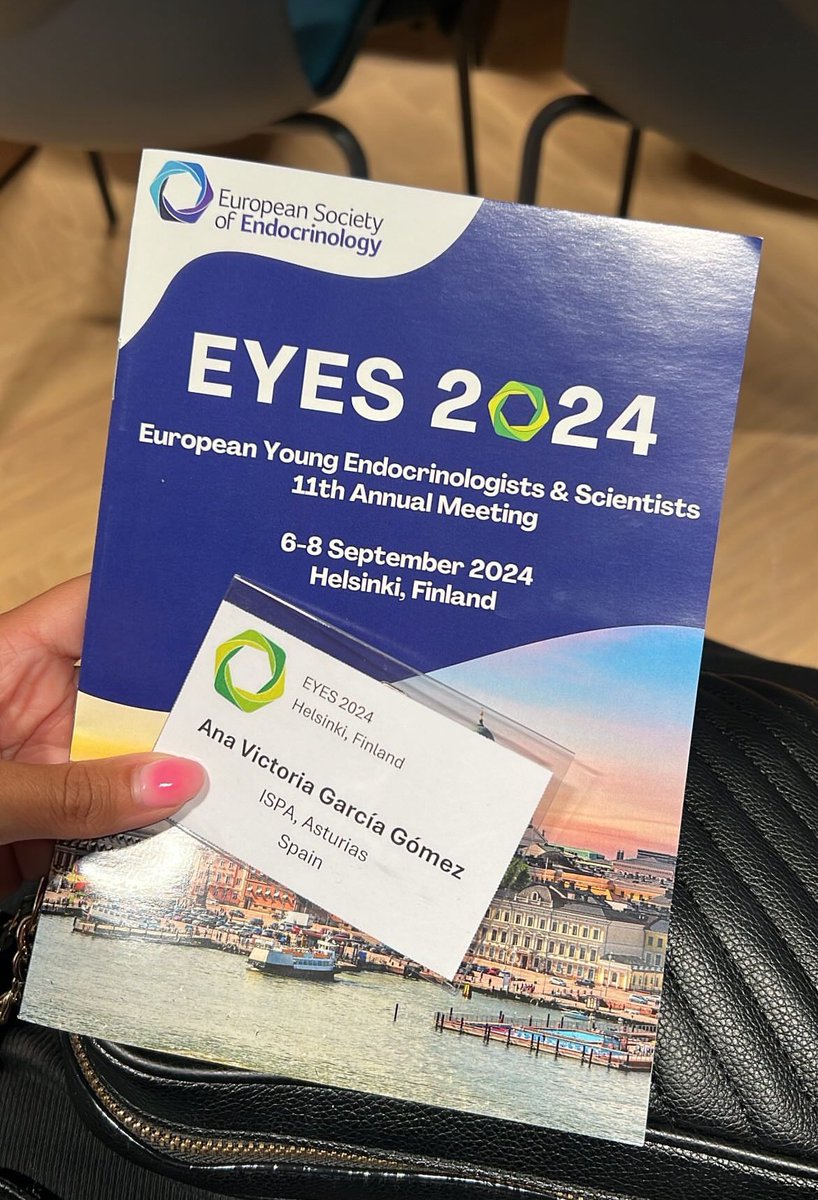 European Society
of Endocrinology
EYES 2024
European Young Endocrinologists & Scientists
11th Annual Meeting
6-8 September 2024
Helsinki, Finland
EYES 2024
Helsinki, Finland
Ana Victoria García Gómez
ISPA, Asturias
Spain